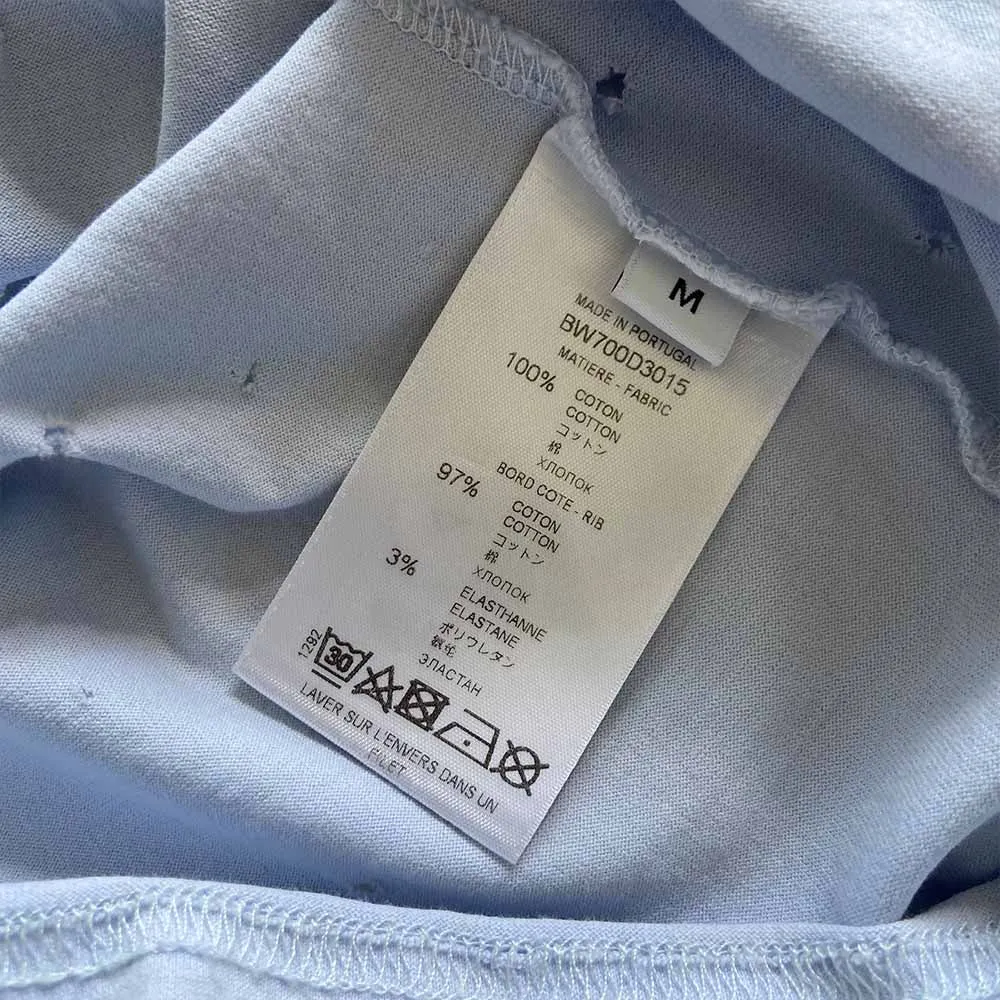 M
MADE IN PORTUGAL
BW700D3015
MATIERE - FABRIC
100% COTON
COTTON
コットン
棉
ХЛОПОК
BORD COTE - RIB
97% COTON
COTTON
コットン
棉
ХЛОПОК
3% ELASTHANNE
ELASTANE
ポリウレタン
氨纶
ЭЛАСТАН
1292
30
LAVER SUR L'ENVERS DANS UN
FILET